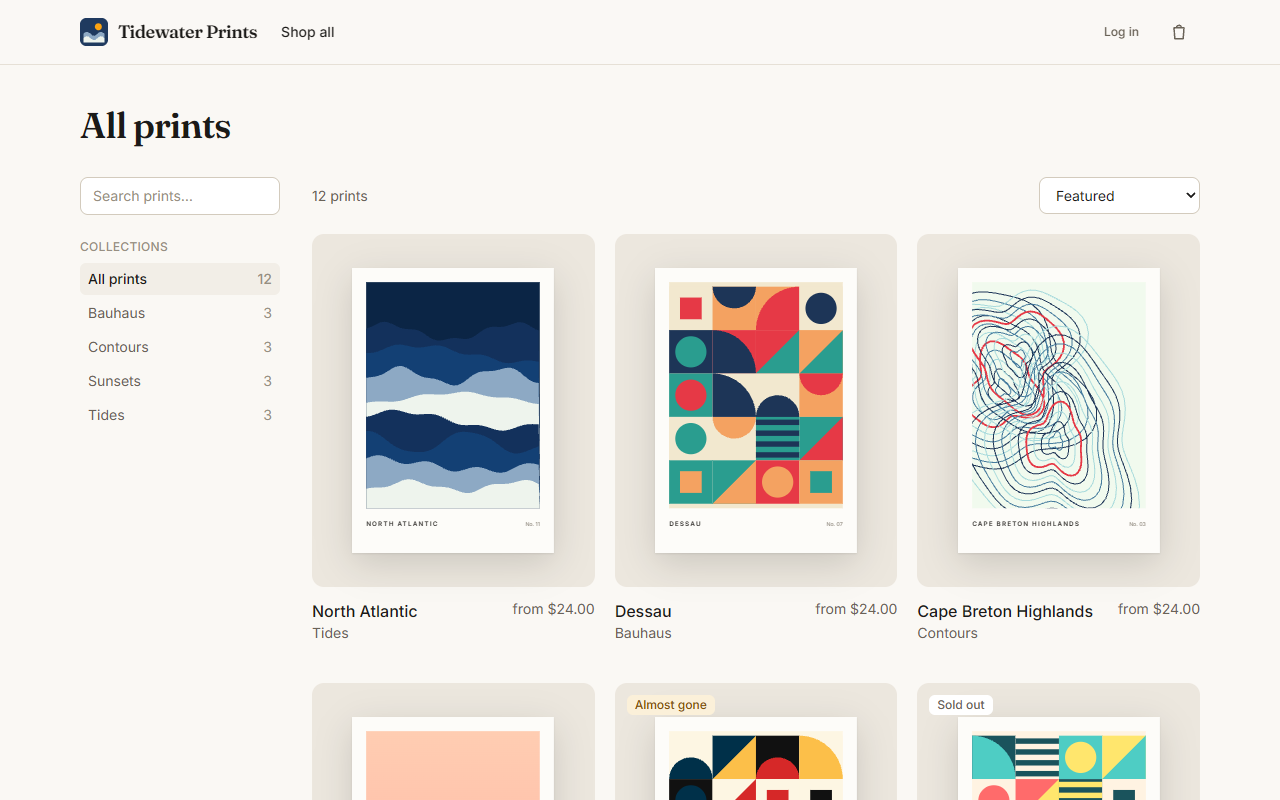 Tidewater Prints
Shop all
Log in
All prints
Search prints...
12 prints
Featured
COLLECTIONS
All prints 12
Bauhaus 3
Contours 3
Sunsets 3
Tides 3
NORTH ATLANTIC No. 11
DESSAU No. 07
CAPE BRETON HIGHLANDS No. 03
North Atlantic from $24.00
Tides
Dessau from $24.00
Bauhaus
Cape Breton Highlands from $24.00
Contours
Almost gone
Sold out